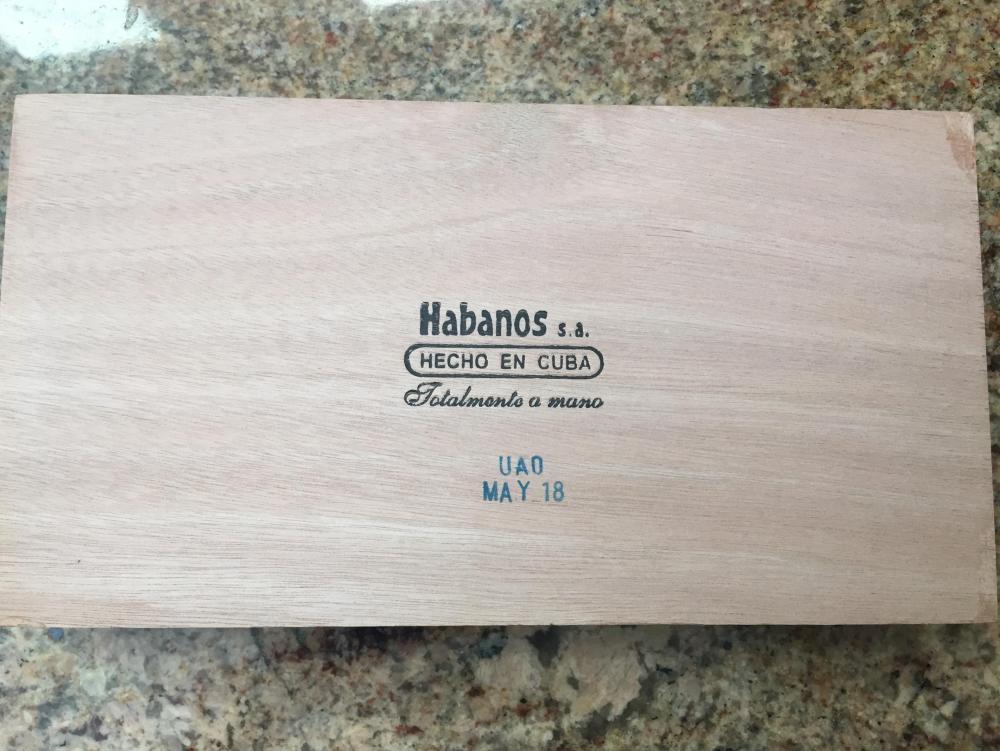 Habanos s.a.
HECHO EN CUBA
Totalmente a mano
UAO
MAY 18